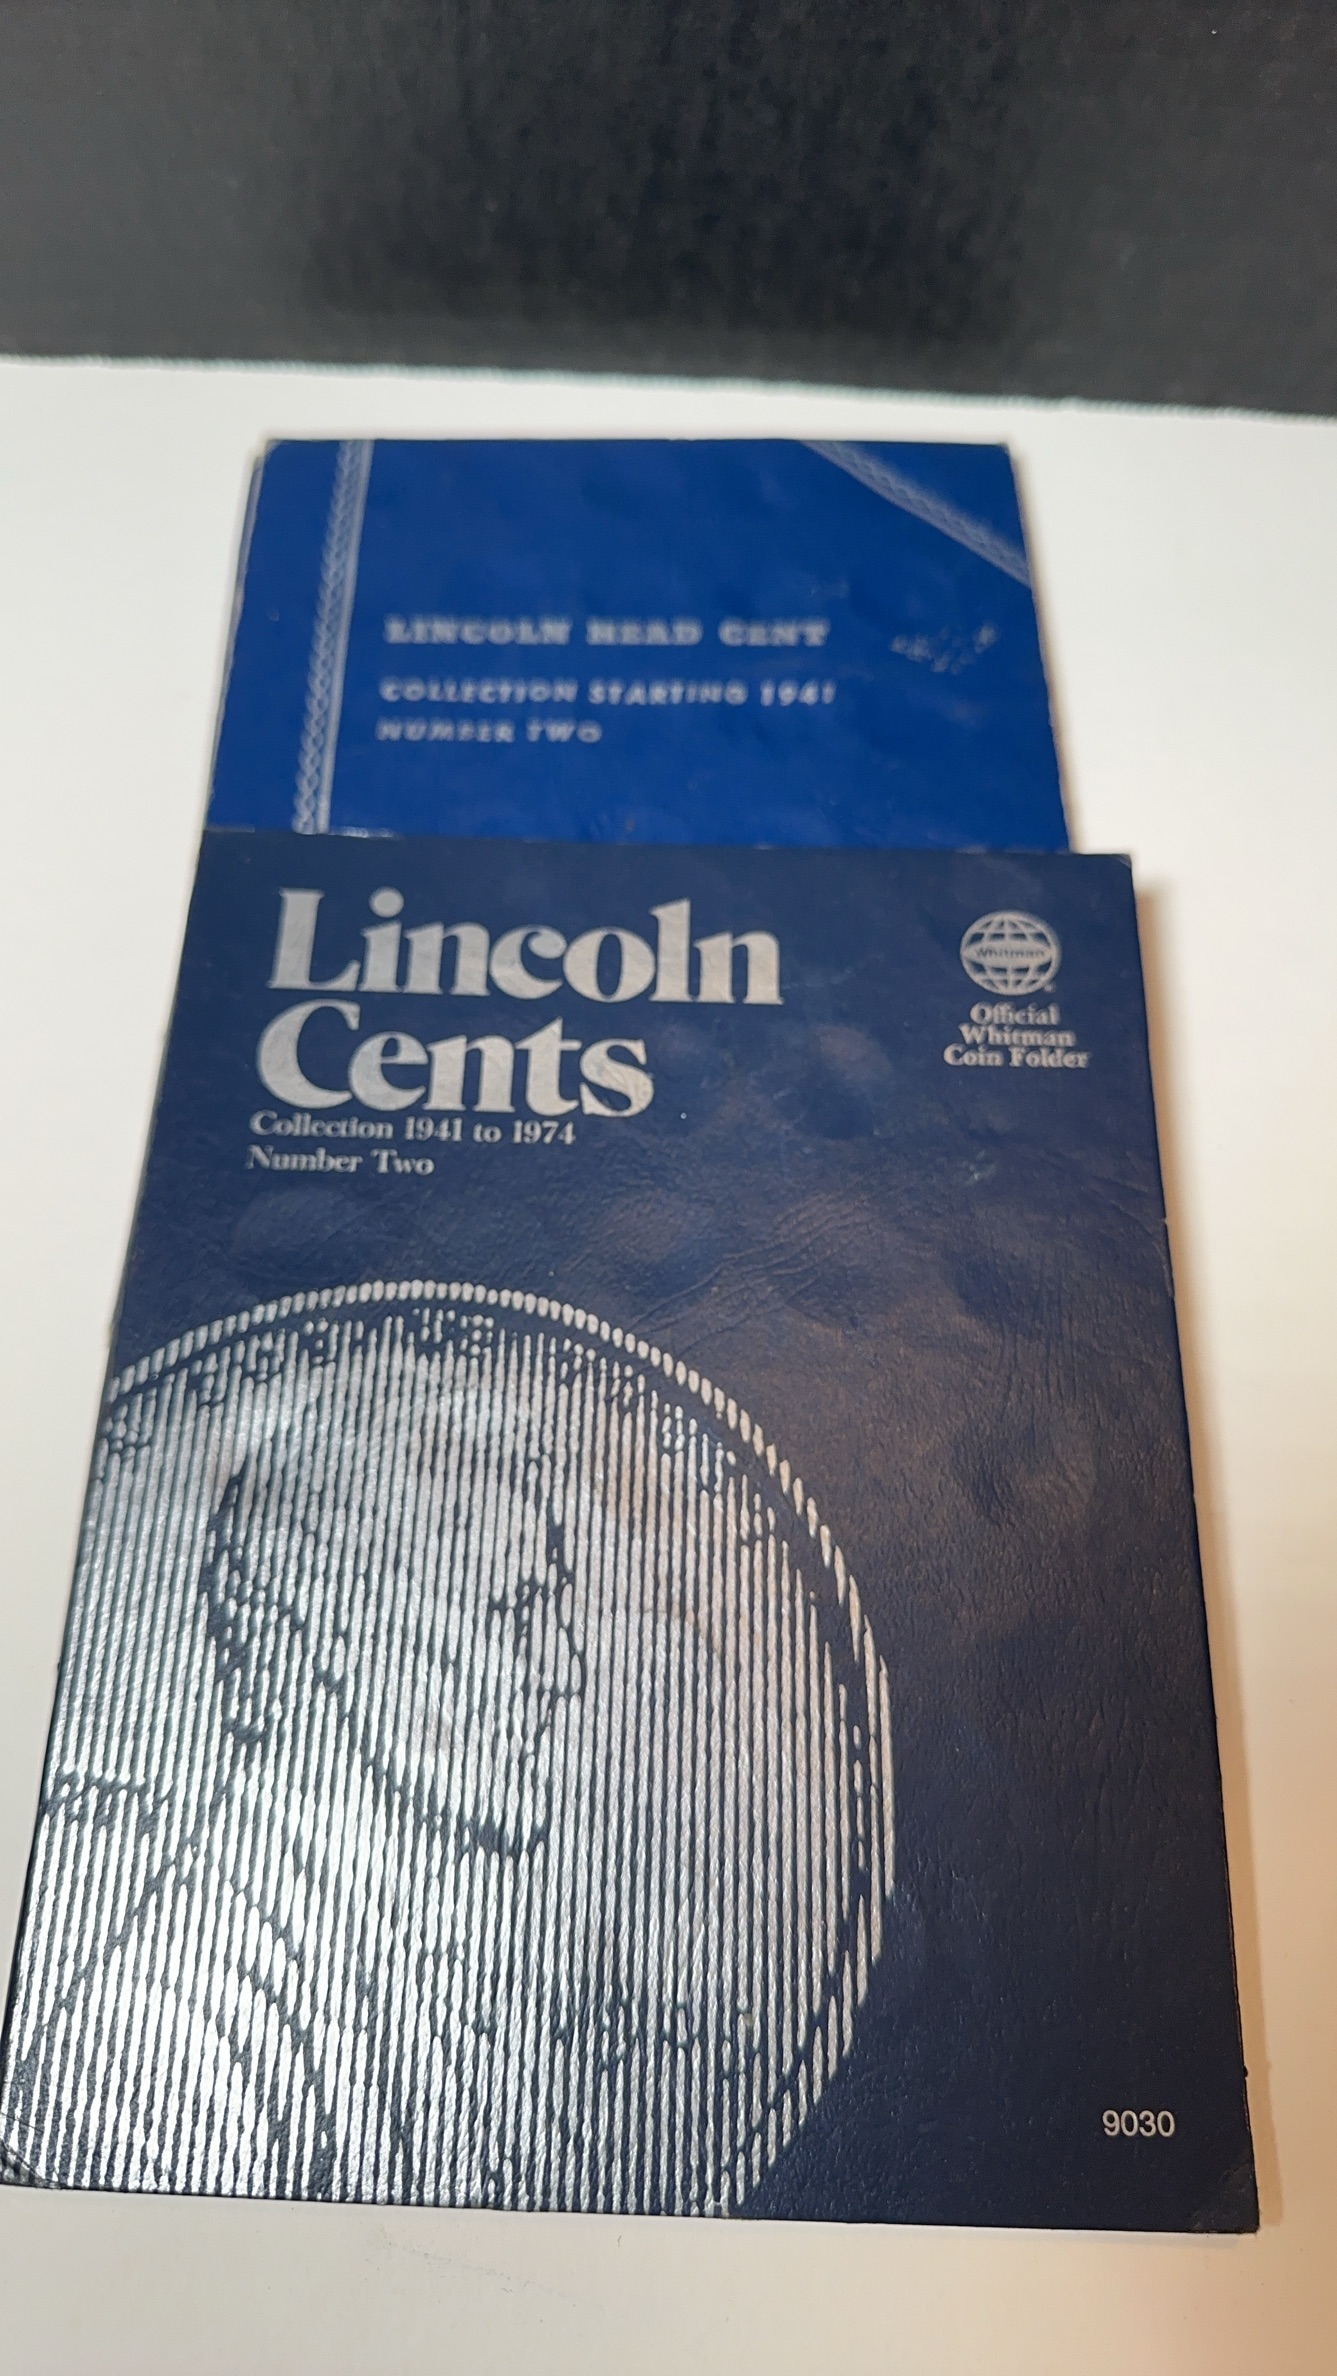 LINCOLN HEAD CENT
COLLECTION STARTING 1941
NUMBER TWO
Lincoln
Cents
Collection 1941 to 1974
Number Two
Whitman
Official
Whitman
Coin Folder
9030